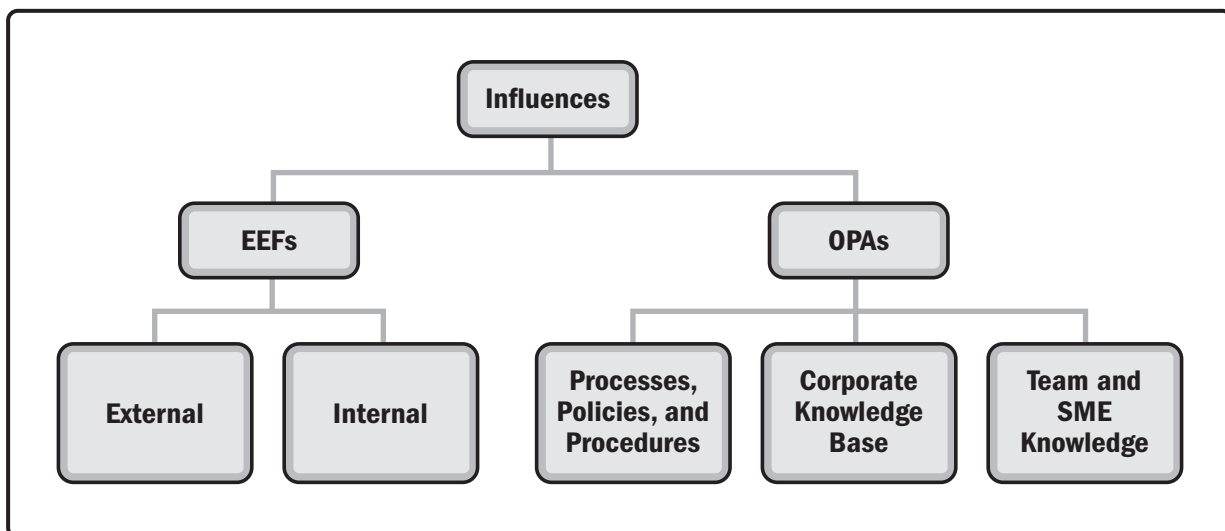 Influences
EEFs
OPAs
External
Internal
Processes,
Policies, and
Procedures
Corporate
Knowledge
Base
Team and
SME
Knowledge